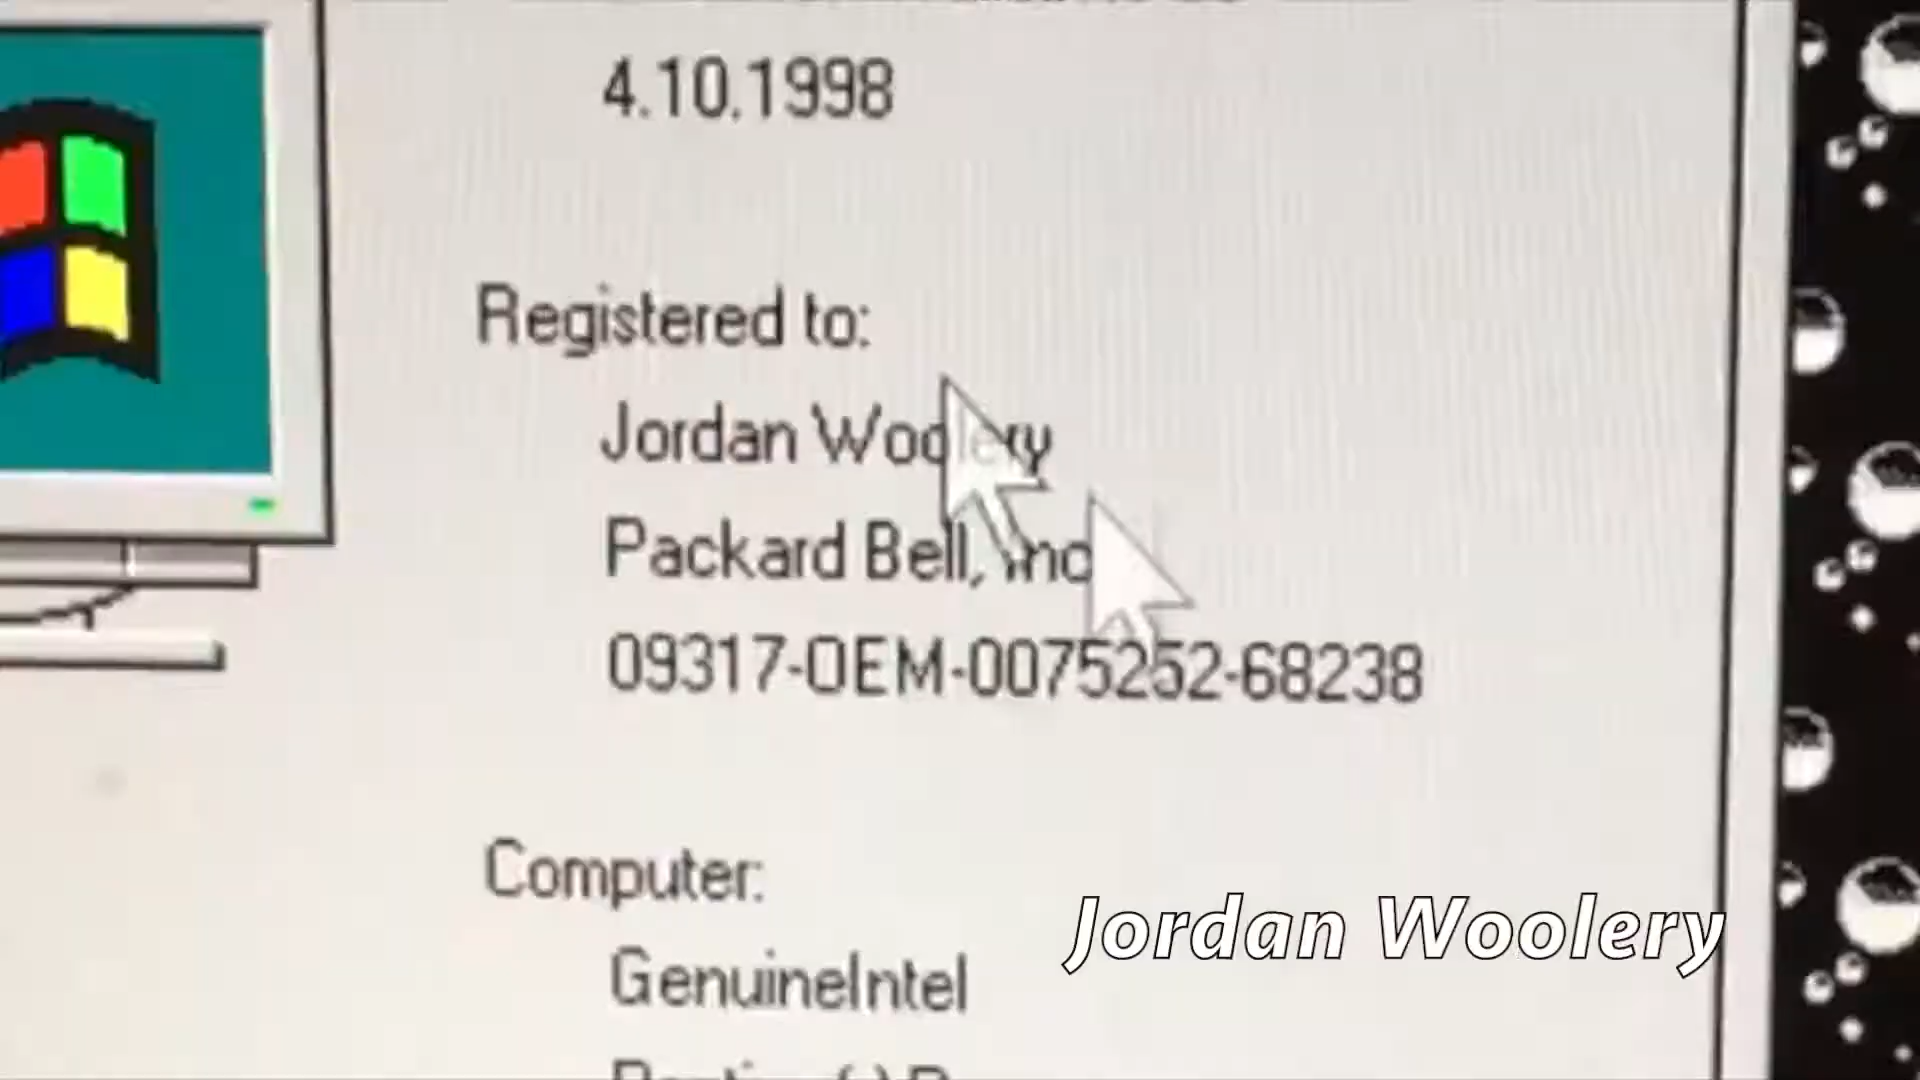 4.10.1998
Registered to:
Jordan Woolery
Packard Bell, Inc
09317-OEM-0075252-68238
Computer:
GenuineIntel
Jordan Woolery